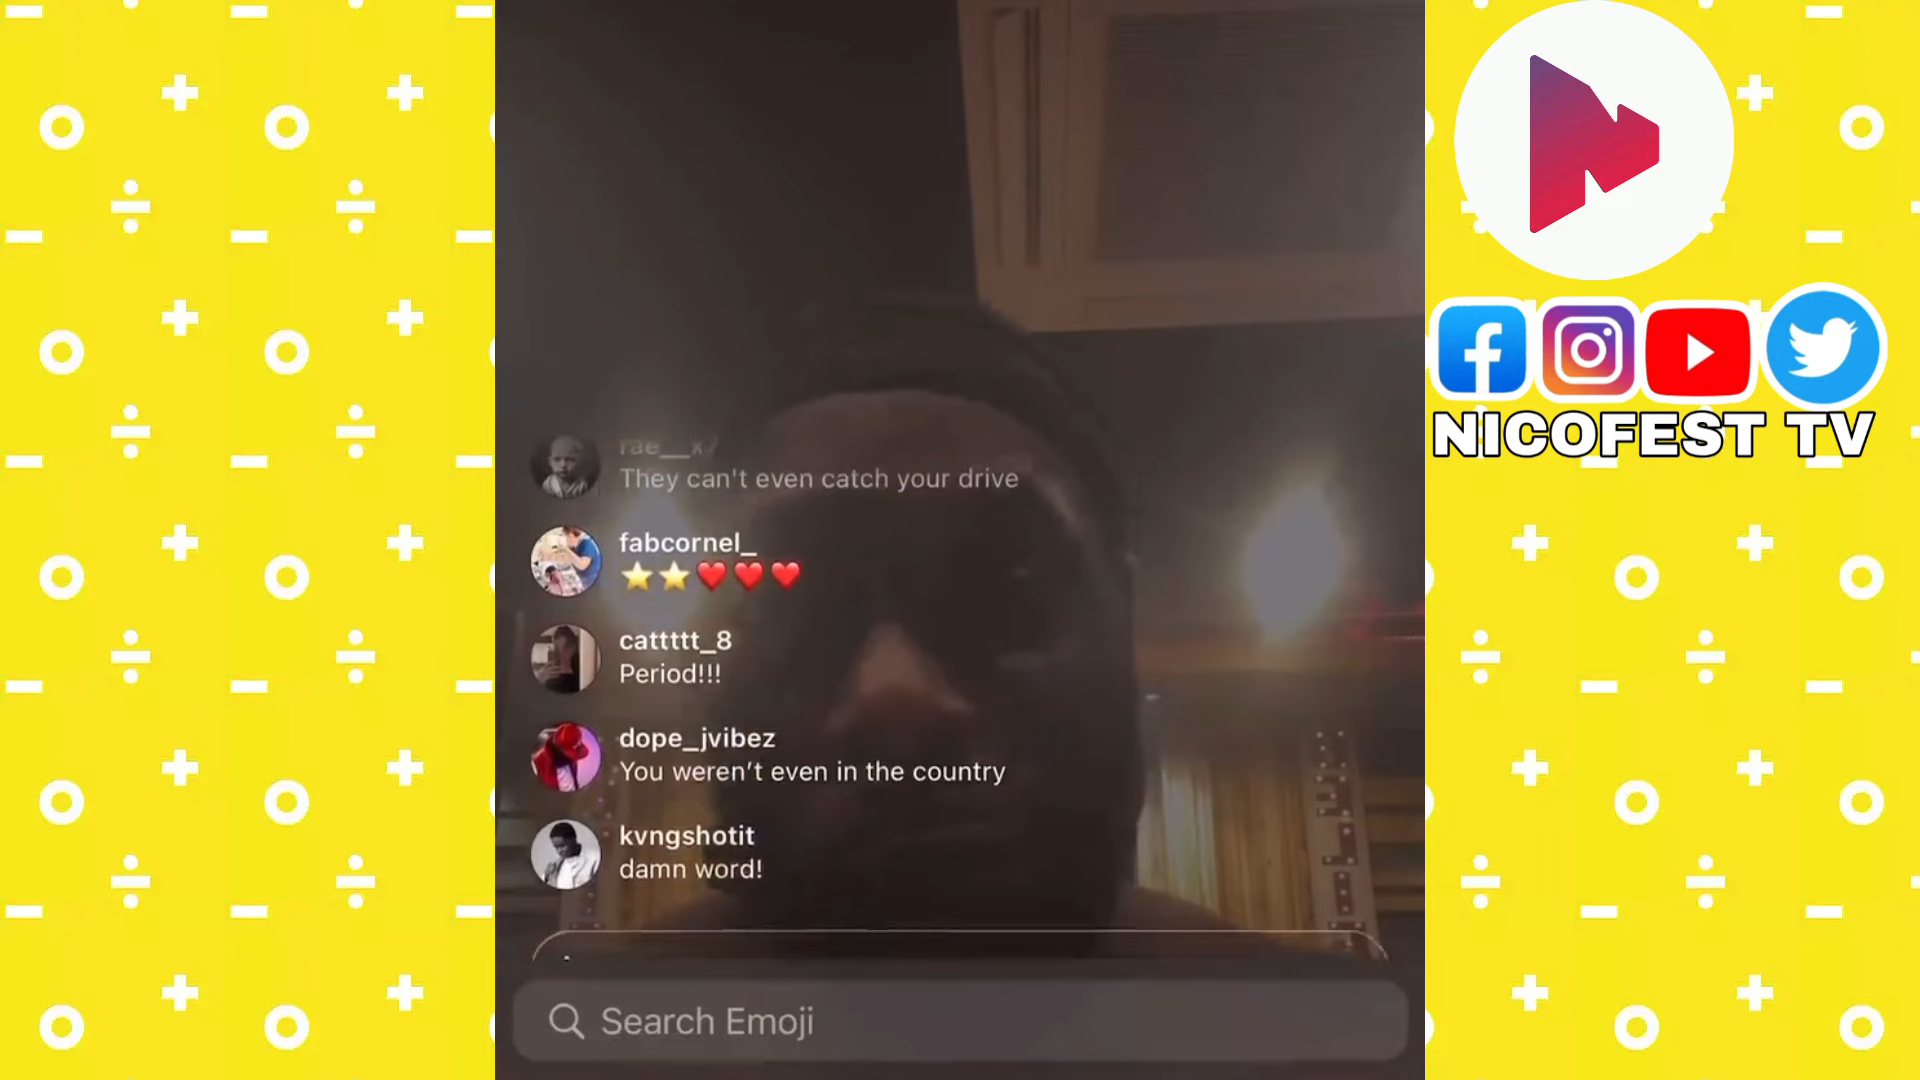 They can't even catch your drive
fabcornel_
⭐⭐❤️❤️❤️
cattttt_8
Period!!!
dope_jvibez
You weren’t even in the country
kvngshotit
damn word!
Search Emoji
NICOFEST TV